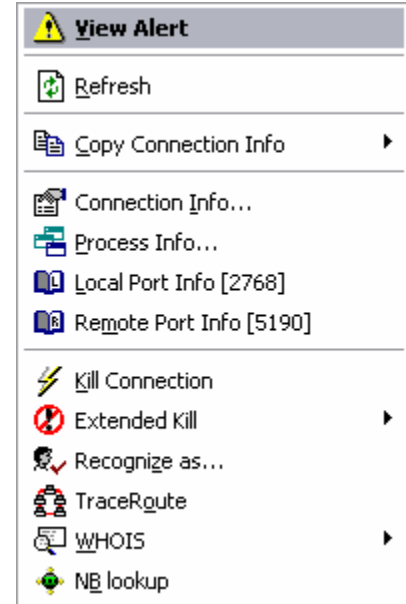 View Alert
Refresh
Copy Connection Info
Connection Info...
Process Info...
Local Port Info [2768]
Remote Port Info [5190]
Kill Connection
Extended Kill
Recognize as...
TraceRoute
WHOIS
NB lookup